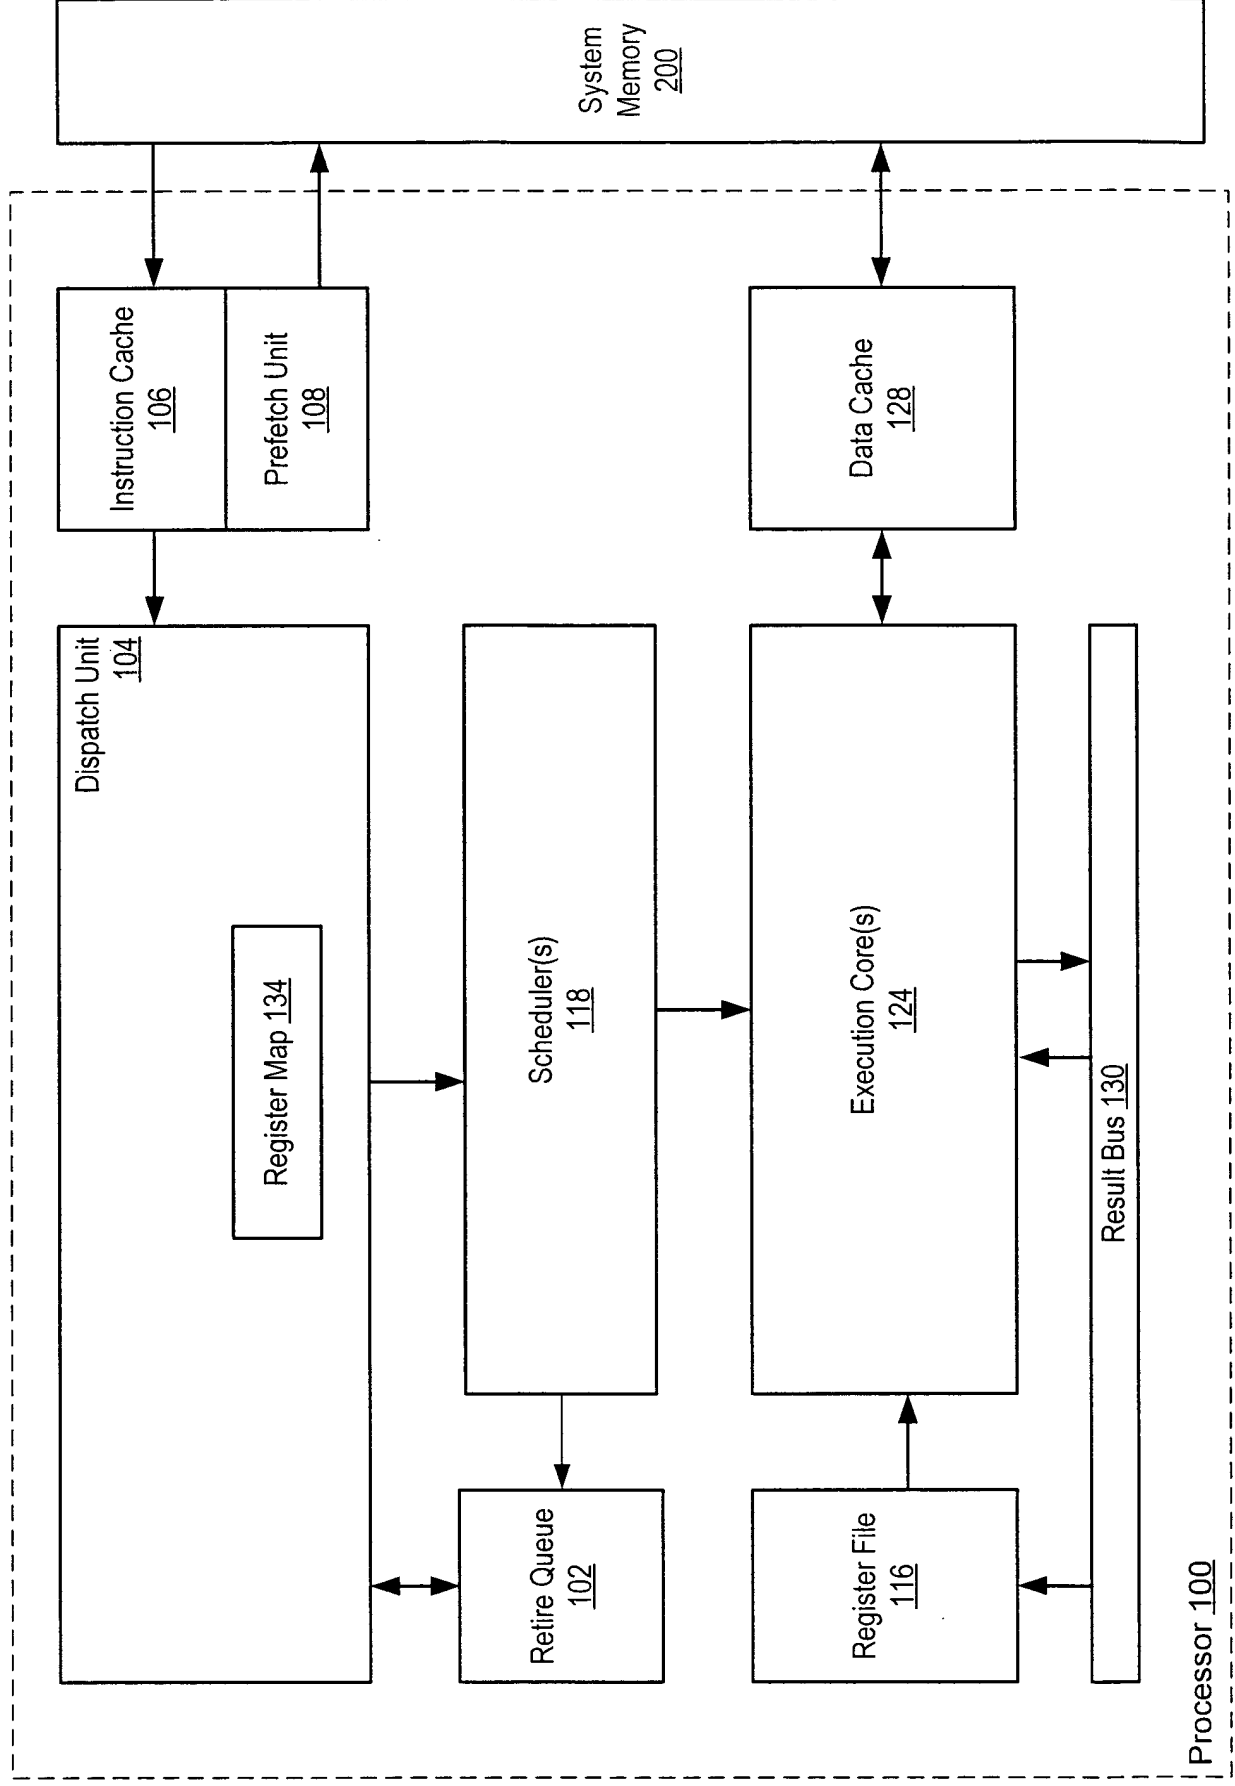 System
Memory
200
Instruction Cache
106
Prefetch Unit
108
Data Cache
128
Dispatch Unit
104
Register Map 134
Scheduler(s)
118
Execution Core(s)
124
Result Bus 130
Retire Queue
102
Register File
116
Processor 100